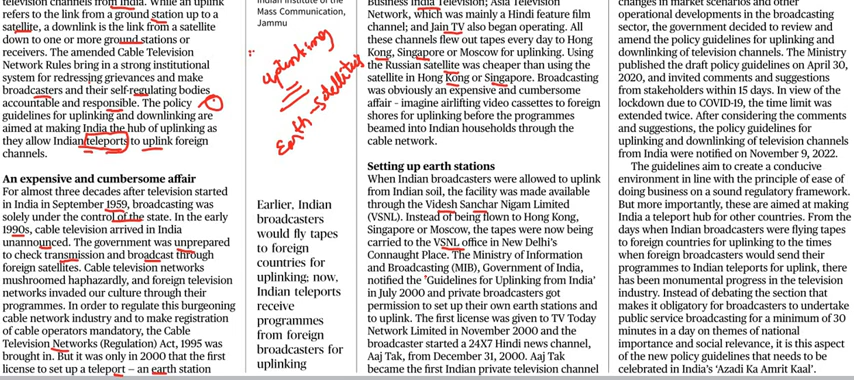 television channels from India. While an uplink
refers to the link from a ground station up to a
satellite, a downlink is the link from a satellite
down to one or more ground stations or
receivers. The amended Cable Television
Network Rules bring in a strong institutional
system for redressing grievances and make
broadcasters and their self-regulating bodies
accountable and responsible. The policy
guidelines for uplinking and downlinking are
aimed at making India the hub of uplinking as
they allow Indian teleports to uplink foreign
channels.
An expensive and cumbersome affair
For almost three decades after television started
in India in September 1959, broadcasting was
solely under the control of the state. In the early
1990s, cable television arrived in India
unannounced. The government was unprepared
to check transmission and broadcast through
foreign satellites. Cable television networks
mushroomed haphazardly, and foreign television
networks invaded our culture through their
programmes. In order to regulate this burgeoning
cable network industry and to make registration
of cable operators mandatory, the Cable
Television Networks (Regulation) Act, 1995 was
brought in. But it was only in 2000 that the first
license to set up a teleport – an earth station
Indian Institute of
Mass Communication,
Jammu
uplinking
Earth-satellites
Earlier, Indian
broadcasters
would fly tapes
to foreign
countries for
uplinking; now,
Indian teleports
receive
programmes
from foreign
broadcasters for
uplinking
Business India Television; Asia Television
Network, which was mainly a Hindi feature film
channel; and Jain TV also began operating. All
these channels flew out tapes every day to Hong
Kong, Singapore or Moscow for uplinking. Using
the Russian satellite was cheaper than using the
satellite in Hong Kong or Singapore. Broadcasting
was obviously an expensive and cumbersome
affair - imagine airlifting video cassettes to foreign
shores for uplinking before the programmes
beamed into Indian households through the
cable network.
Setting up earth stations
When Indian broadcasters were allowed to uplink
from Indian soil, the facility was made available
through the Videsh Sanchar Nigam Limited
(VSNL). Instead of being flown to Hong Kong,
Singapore or Moscow, the tapes were now being
carried to the VSNL office in New Delhi's
Connaught Place. The Ministry of Information
and Broadcasting (MIB), Government of India,
notified the 'Guidelines for Uplinking from India'
in July 2000 and private broadcasters got
permission to set up their own earth stations and
to uplink. The first license was given to TV Today
Network Limited in November 2000 and the
broadcaster started a 24X7 Hindi news channel,
Aaj Tak, from December 31, 2000. Aaj Tak
became the first Indian private television channel
changes in market scenarios and other
operational developments in the broadcasting
sector, the government decided to review and
amend the policy guidelines for uplinking and
downlinking of television channels. The Ministry
published the draft policy guidelines on April 30,
2020, and invited comments and suggestions
from stakeholders within 15 days. In view of the
lockdown due to COVID-19, the time limit was
extended twice. After considering the comments
and suggestions, the policy guidelines for
uplinking and downlinking of television channels
from India were notified on November 9, 2022.
The guidelines aim to create a conducive
environment in line with the principle of ease of
doing business on a sound regulatory framework.
But more importantly, these are aimed at making
India a teleport hub for other countries. From the
days when Indian broadcasters were flying tapes
to foreign countries for uplinking to the times
when foreign broadcasters would send their
programmes to Indian teleports for uplink, there
has been monumental progress in the television
industry. Instead of debating the section that
makes it obligatory for broadcasters to undertake
public service broadcasting for a minimum of 30
minutes in a day on themes of national
importance and social relevance, it is this aspect
of the new policy guidelines that needs to be
celebrated in India's 'Azadi Ka Amrit Kaal'.